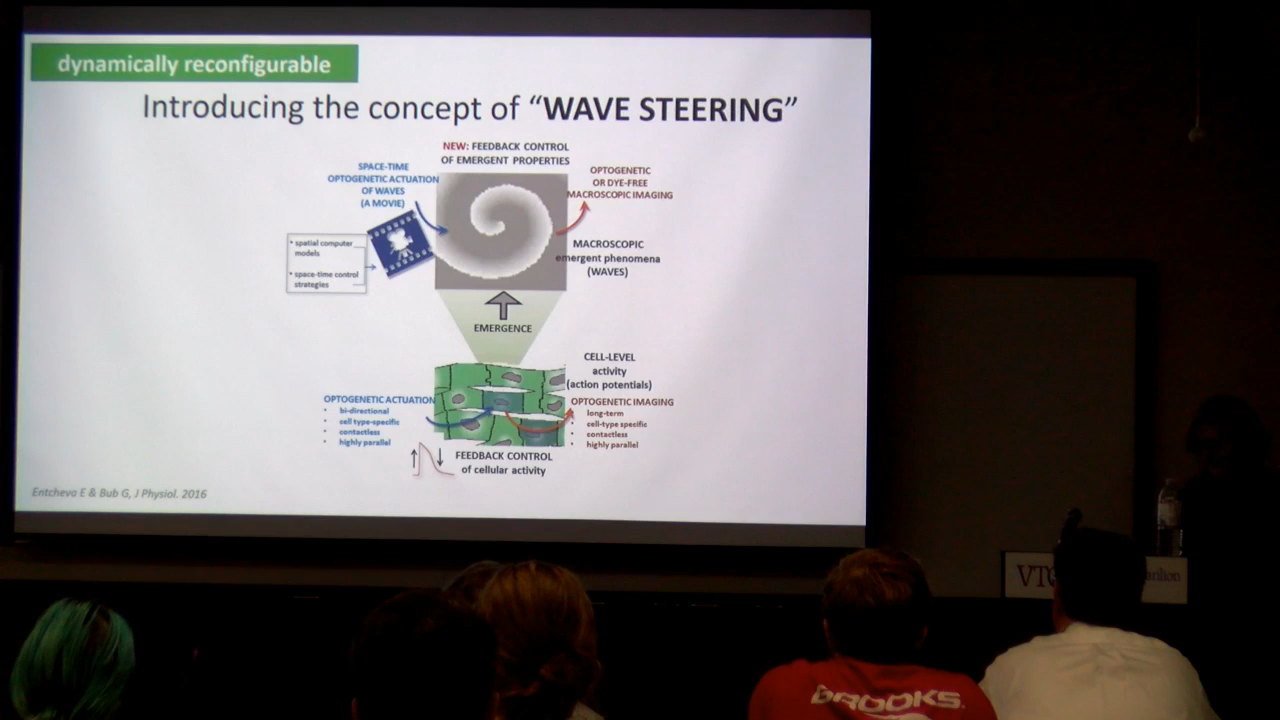 dynamically reconfigurable
Introducing the concept of “WAVE STEERING”
NEW: FEEDBACK CONTROL
OF EMERGENT PROPERTIES
SPACE-TIME
OPTOGENETIC ACTUATION
OF WAVES
(A MOVIE)
OPTOGENETIC
OR DYE-FREE
MACROSCOPIC IMAGING
• spatial computer
models
• space-time control
strategies
MACROSCOPIC
emergent phenomena
(WAVES)
EMERGENCE
CELL-LEVEL
activity
(action potentials)
OPTOGENETIC ACTUATION
• bi-directional
• cell type-specific
• contactless
• highly parallel
OPTOGENETIC IMAGING
• long-term
• cell-type specific
• contactless
• highly parallel
FEEDBACK CONTROL
of cellular activity
Entcheva E & Bub G, J Physiol. 2016
BROOKS